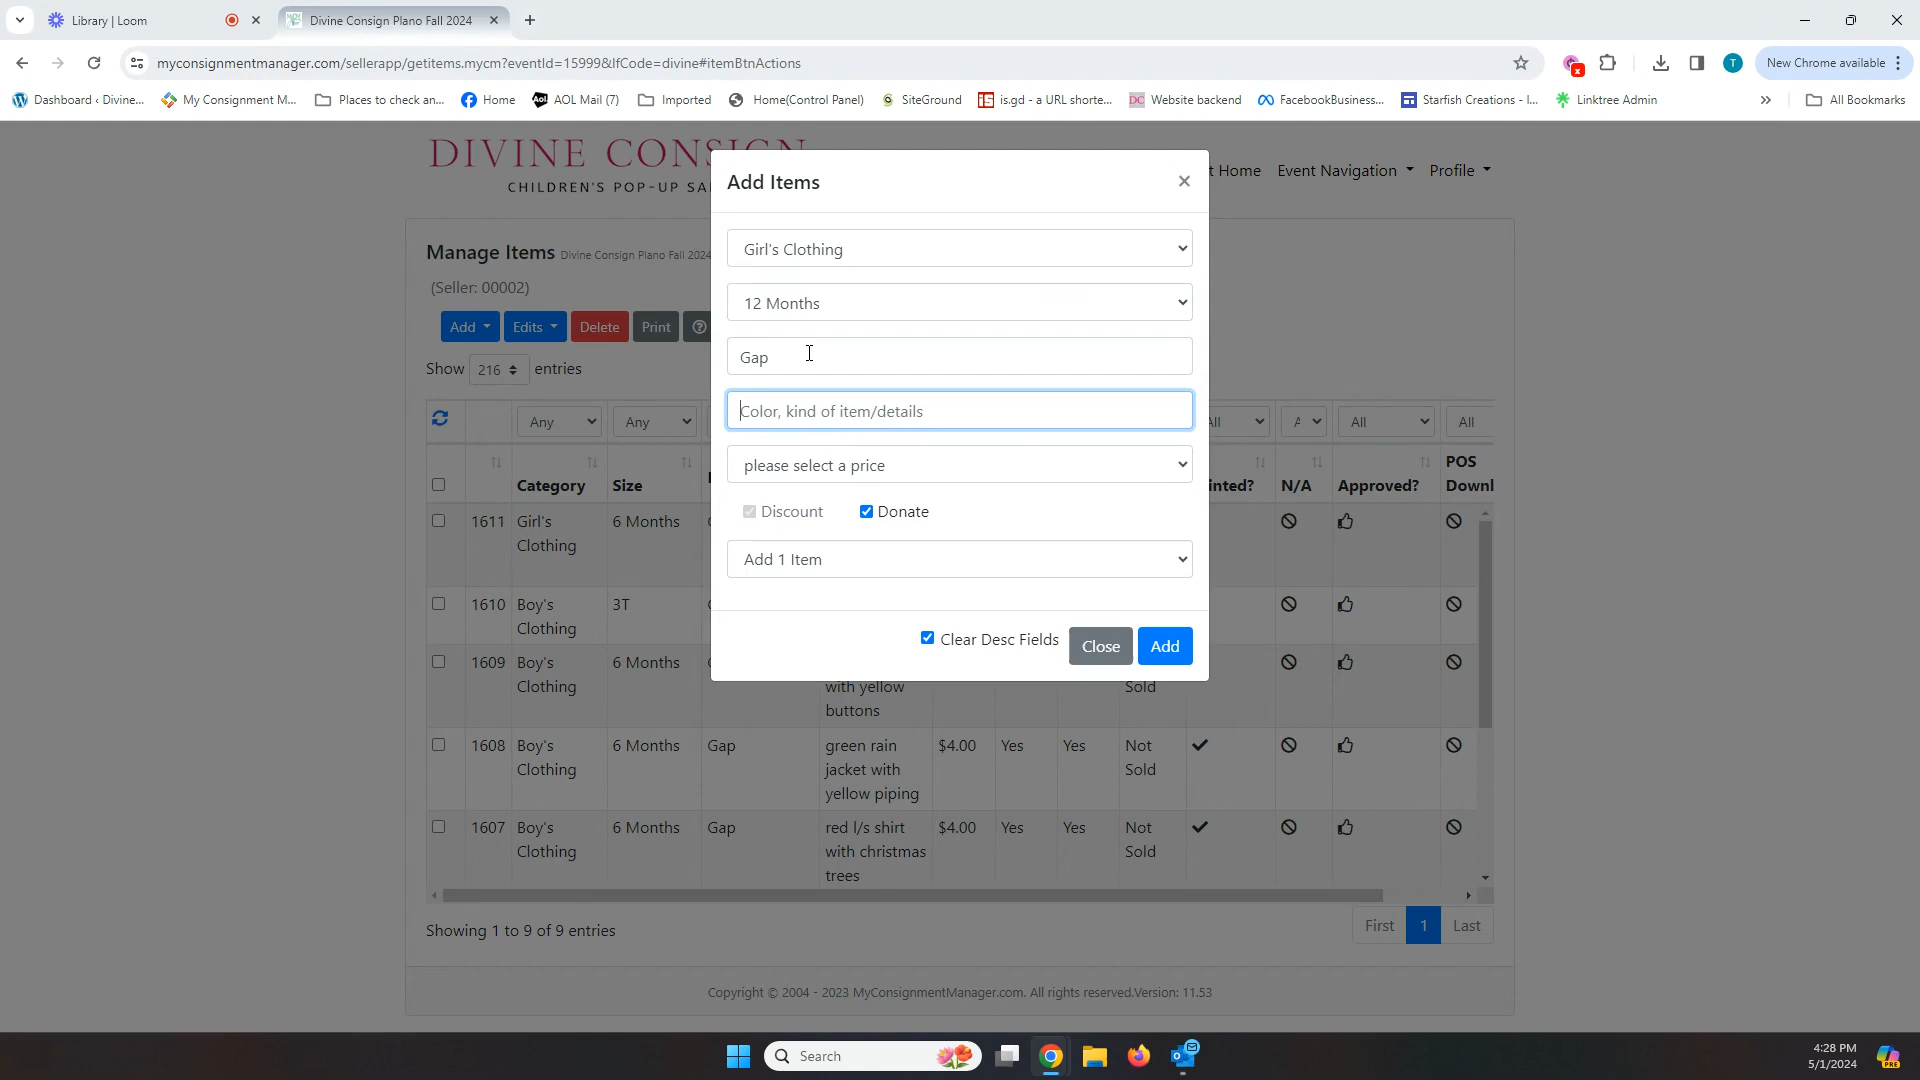 Library | Loom
Divine Consign Plano Fall 2024
myconsignmentmanager.com/sellerapp/getitems.mycm?eventId=15999&lfCode=divine#itemBtnActions
T
New Chrome available
Dashboard ‹ Divine...
My Consignment M...
Places to check an...
Home
AOL Mail (7)
Imported
Home(Control Panel)
SiteGround
is.gd - a URL shorte...
Website backend
FacebookBusiness...
Starfish Creations - I...
Linktree Admin
All Bookmarks
DIVINE CONSIGN
CHILDREN'S POP-UP SA
t Home
Event Navigation
Profile
Add Items
×
Manage Items Divine Consign Plano Fall 2024
(Seller: 00002)
Add
Edits
Delete
Print
Show 216 entries
Girl's Clothing
12 Months
Gap
Color, kind of item/details
please select a price
Discount
Donate
Add 1 Item
Clear Desc Fields
Close
Add
Any
Any
All
All
Category
Size
inted?
N/A
Approved?
POS
Downl
1611 Girl's Clothing 6 Months
1610 Boy's Clothing 3T
1609 Boy's Clothing 6 Months
with yellow
buttons
Sold
1608 Boy's Clothing 6 Months Gap green rain jacket with yellow piping $4.00 Yes Yes Not Sold
1607 Boy's Clothing 6 Months Gap red l/s shirt with christmas trees $4.00 Yes Yes Not Sold
Showing 1 to 9 of 9 entries
First
1
Last
Copyright © 2004 - 2023 MyConsignmentManager.com. All rights reserved.Version: 11.53
Search
4:28 PM
5/1/2024